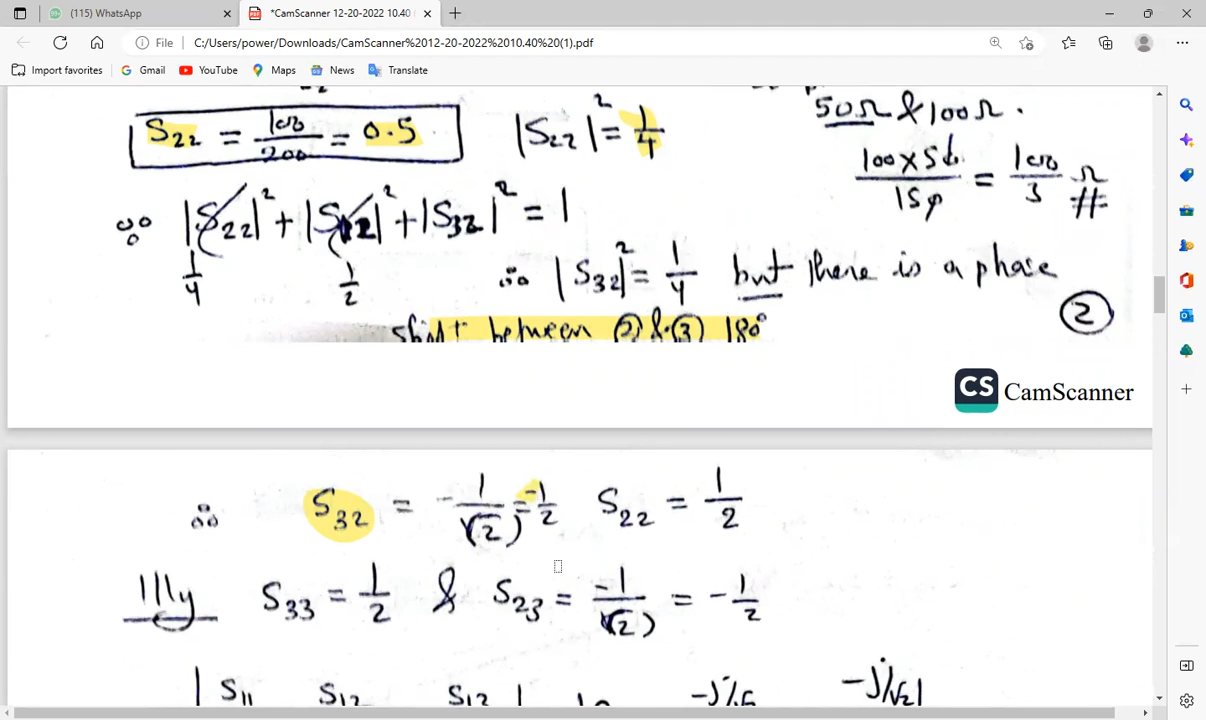 (115) WhatsApp
*CamScanner 12-20-2022 10.40 (
File C:/Users/power/Downloads/CamScanner%2012-20-2022%2010.40%20(1).pdf
Import favorites Gmail YouTube Maps News Translate
50Ω & 100Ω.
S22 = 100/200 = 0.5 |S22|² = 1/4
100×50/150 = 100/3 Ω #
∵ |S22|² + |S12|² + |S32|² = 1
1/4 1/2 ∴ |S32|² = 1/4 but there is a phase
shift between ② & ③ 180°
②
CS CamScanner
∴ S32 = -1/(√2) = -1/2 S22 = 1/2
Illy S33 = 1/2 & S23 = -1/(√2) = -1/2
S11 S12 -j/√2